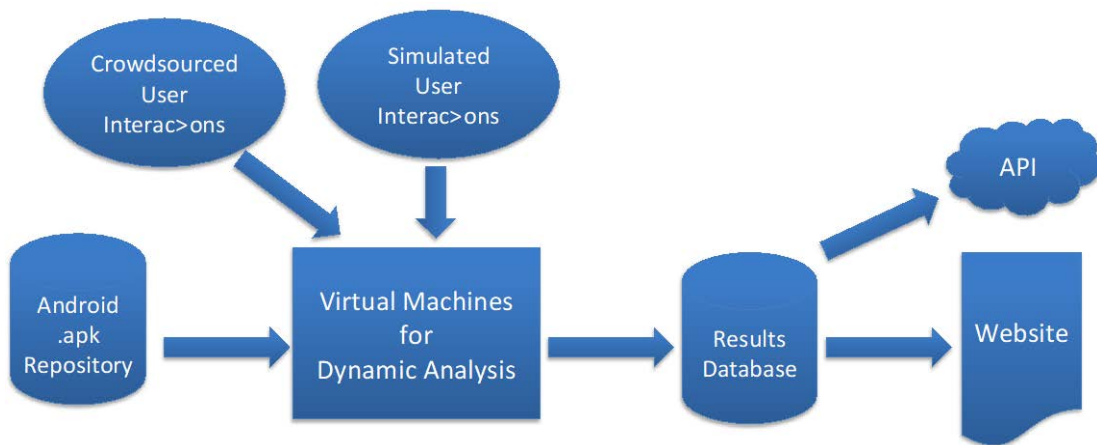 Crowdsourced
User
Interac>ons
Simulated
User
Interac>ons
API
Android
.apk
Repository
Virtual Machines
for
Dynamic Analysis
Results
Database
Website